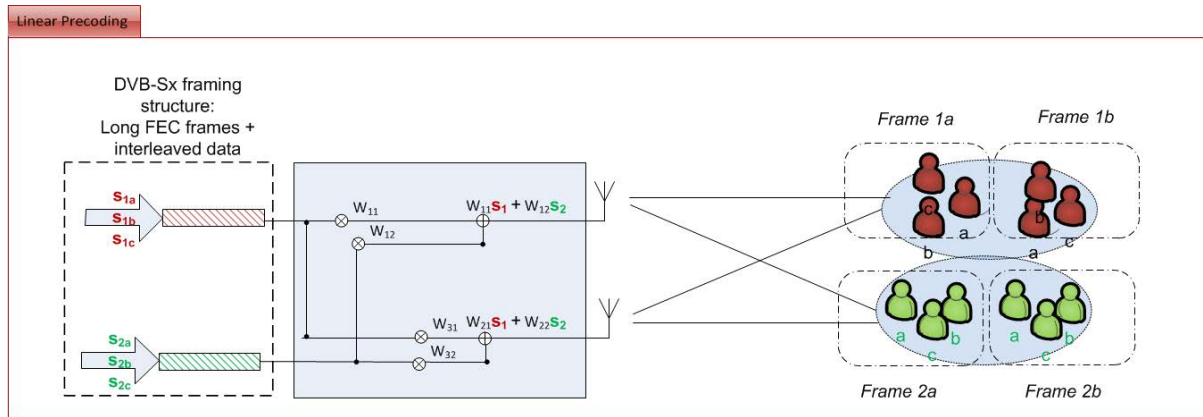 Linear Precoding
DVB-Sx framing
structure:
Long FEC frames +
interleaved data
s1a
s1b
s1c
W11
W11s1 + W12s2
W12
W31
W21s1 + W22s2
W32
s2a
s2b
s2c
Frame 1a
Frame 1b
c
a
b
b
c
a
a
b
c
a
b
c
Frame 2a
Frame 2b